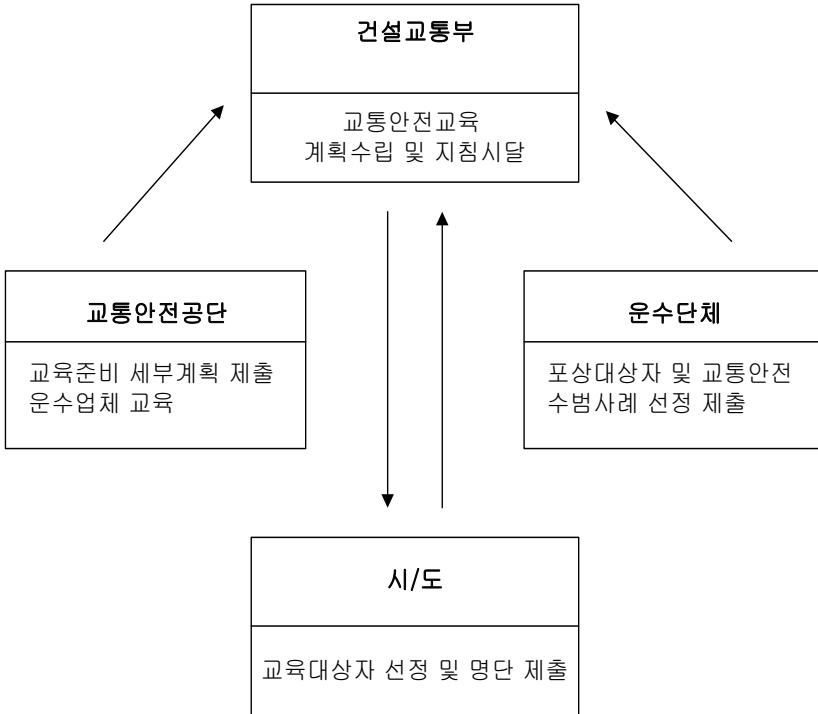 건설교통부
교통안전교육
계획수립 및 지침시달
교통안전공단
교육준비 세부계획 제출
운수업체 교육
운수단체
포상대상자 및 교통안전
수범사례 선정 제출
시/도
교육대상자 선정 및 명단 제출